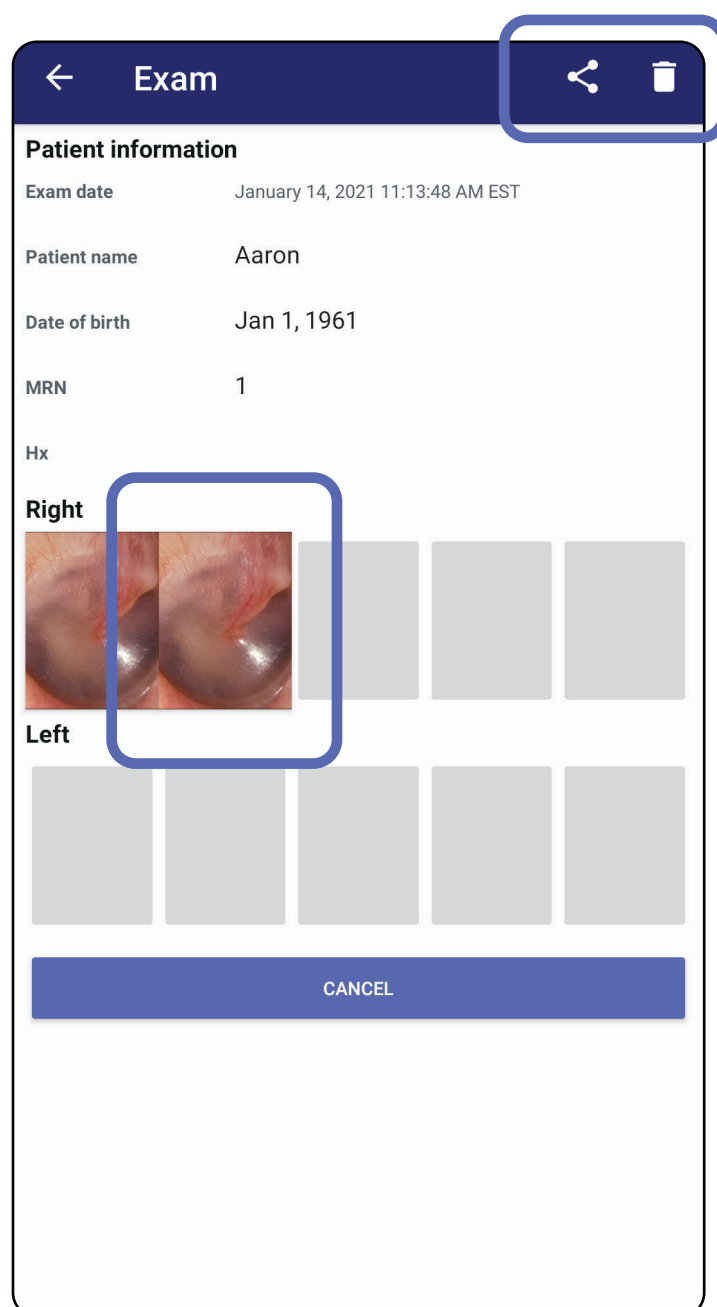 Exam
Patient information
Exam date January 14, 2021 11:13:48 AM EST
Patient name Aaron
Date of birth Jan 1, 1961
MRN 1
Hx
Right
Left
CANCEL